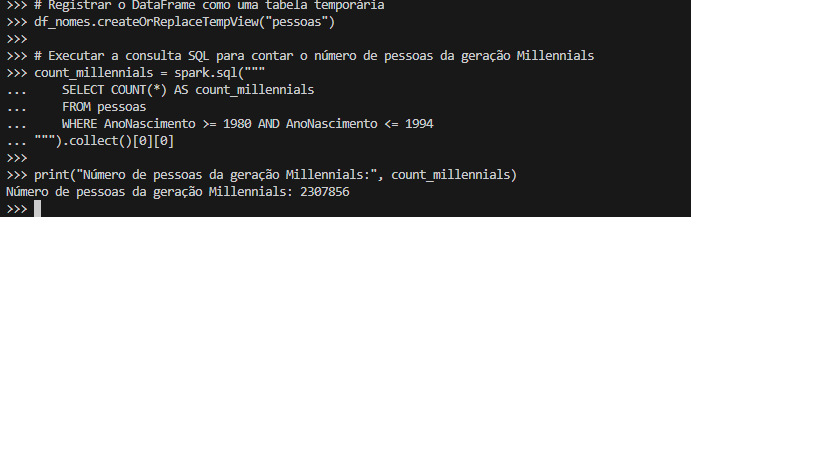 >>> # Registrar o DataFrame como uma tabela temporária
>>> df_nomes.createOrReplaceTempView("pessoas")
>>>
>>> # Executar a consulta SQL para contar o número de pessoas da geração Millennials
>>> count_millennials = spark.sql("""
...     SELECT COUNT(*) AS count_millennials
...     FROM pessoas
...     WHERE AnoNascimento >= 1980 AND AnoNascimento <= 1994
... """).collect()[0][0]
>>>
>>> print("Número de pessoas da geração Millennials:", count_millennials)
Número de pessoas da geração Millennials: 2307856
>>>